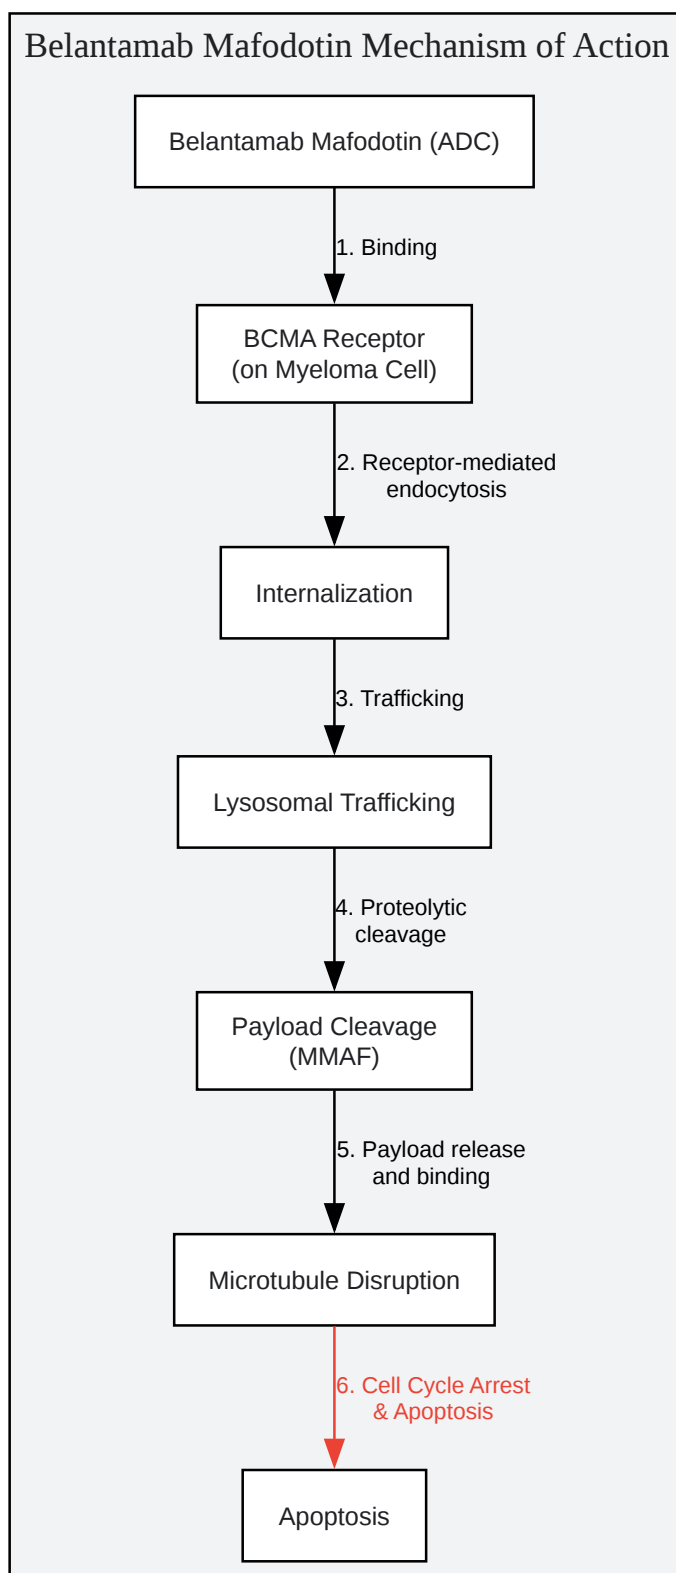 Belantamab Mafodotin Mechanism of Action
Belantamab Mafodotin (ADC)
1. Binding
BCMA Receptor
(on Myeloma Cell)
2. Receptor-mediated
endocytosis
Internalization
3. Trafficking
Lysosomal Trafficking
4. Proteolytic
cleavage
Payload Cleavage
(MMAF)
5. Payload release
and binding
Microtubule Disruption
6. Cell Cycle Arrest
& Apoptosis
Apoptosis